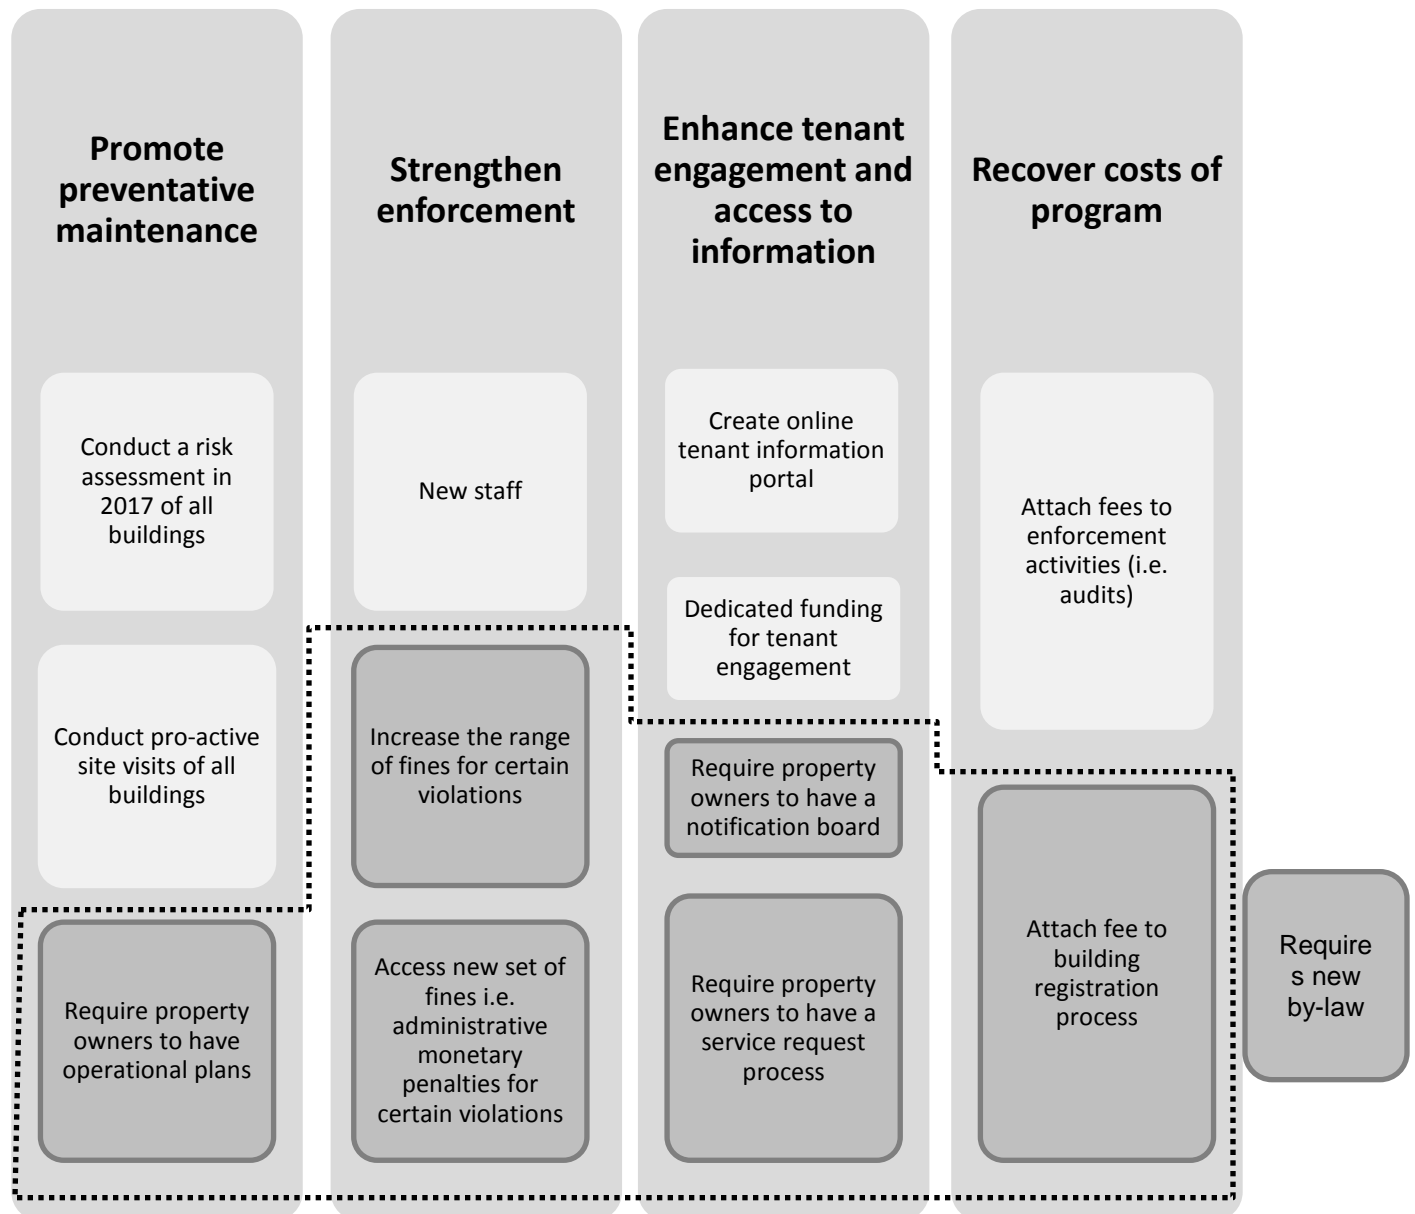 Promote
preventative
maintenance
Conduct a risk
assessment in
2017 of all
buildings
Conduct pro-active
site visits of all
buildings
Require property
owners to have
operational plans
Strengthen
enforcement
New staff
Increase the range
of fines for certain
violations
Access new set of
fines i.e.
administrative
monetary
penalties for
certain violations
Enhance tenant
engagement and
access to
information
Create online
tenant information
portal
Dedicated funding
for tenant
engagement
Require property
owners to have a
notification board
Require property
owners to have a
service request
process
Recover costs of
program
Attach fees to
enforcement
activities (i.e.
audits)
Attach fee to
building
registration
process
Require
s new
by-law